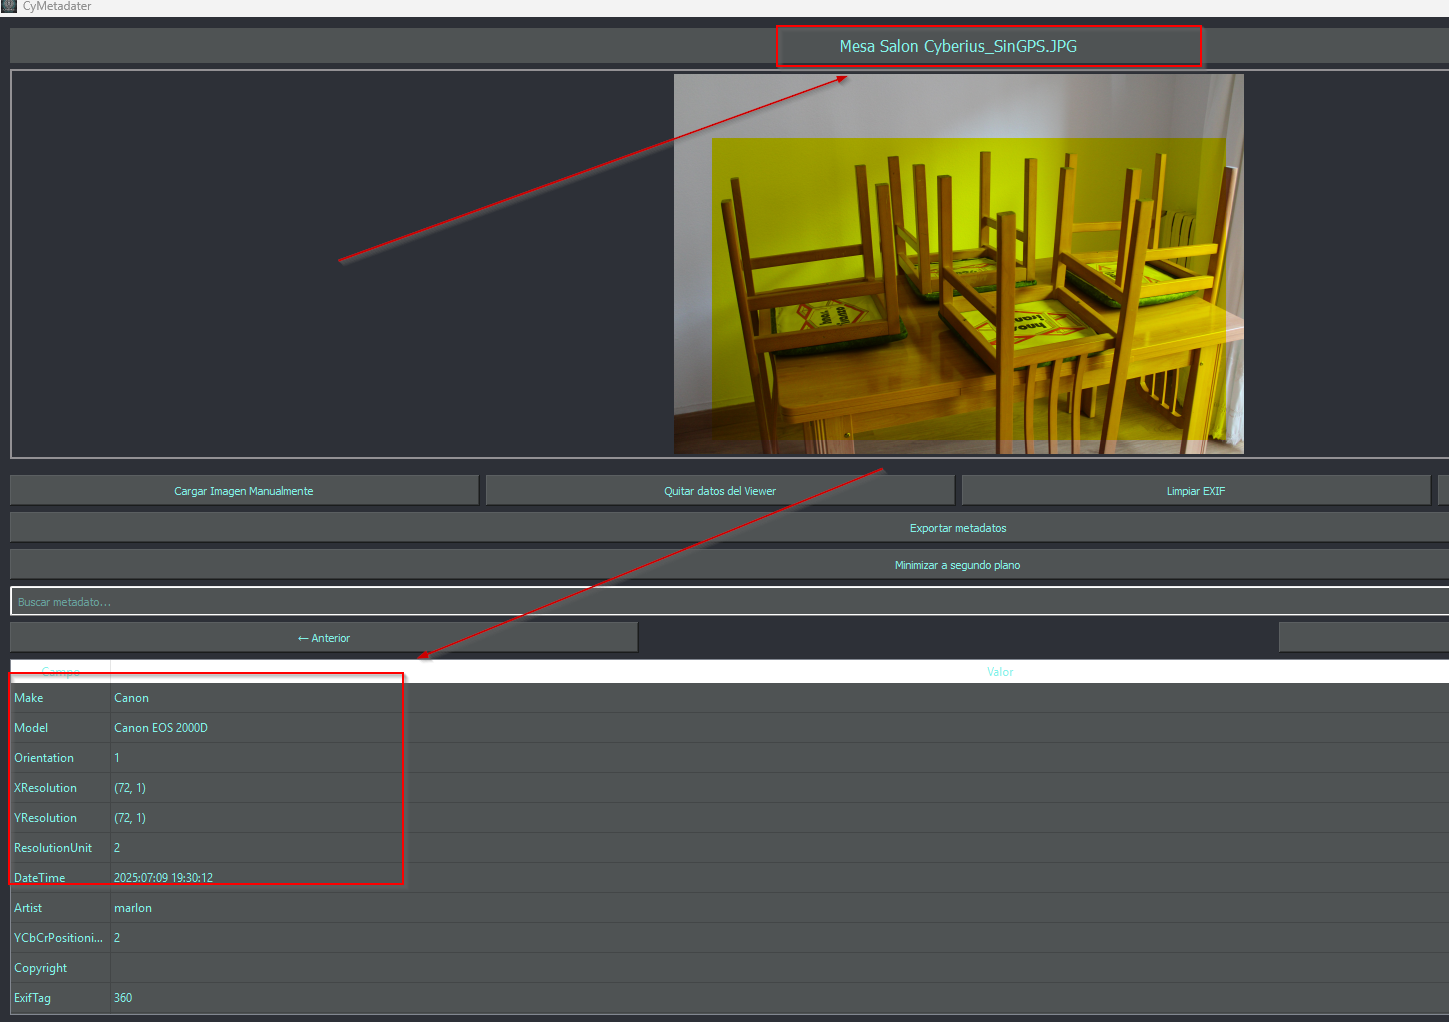 CyMetadater
Mesa Salon Cyberius_SinGPS.JPG
Cargar Imagen Manualmente
Quitar datos del Viewer
Limpiar EXIF
Exportar metadatos
Minimizar a segundo plano
Buscar metadato...
← Anterior
Campo Valor
Make Canon
Model Canon EOS 2000D
Orientation 1
XResolution (72, 1)
YResolution (72, 1)
ResolutionUnit 2
DateTime 2025:07:09 19:30:12
Artist marlon
YCbCrPositioni... 2
Copyright
ExifTag 360